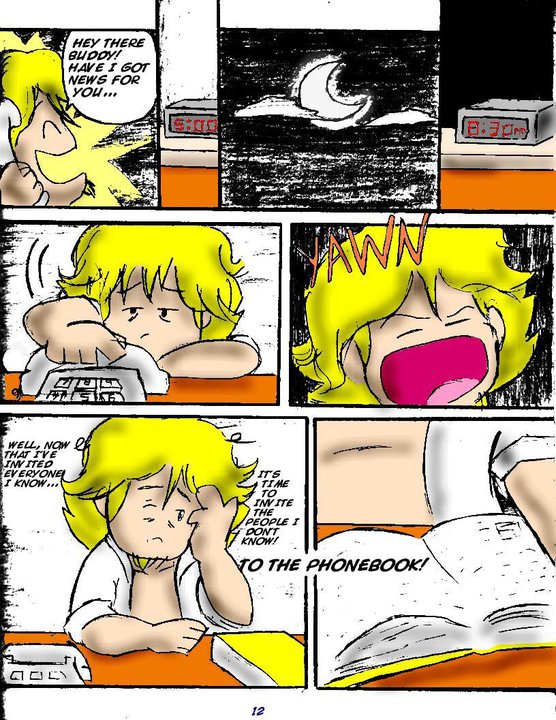 HEY THERE
BUDDY!
HAVE I GOT
NEWS FOR
YOU...
5:00
8:30pm
YAWN
WELL, NOW
THAT I'VE
INVITED
EVERYONE
I KNOW...
IT'S
TIME
TO
INVITE
THE
PEOPLE I
DON'T
KNOW!
TO THE PHONEBOOK!
12